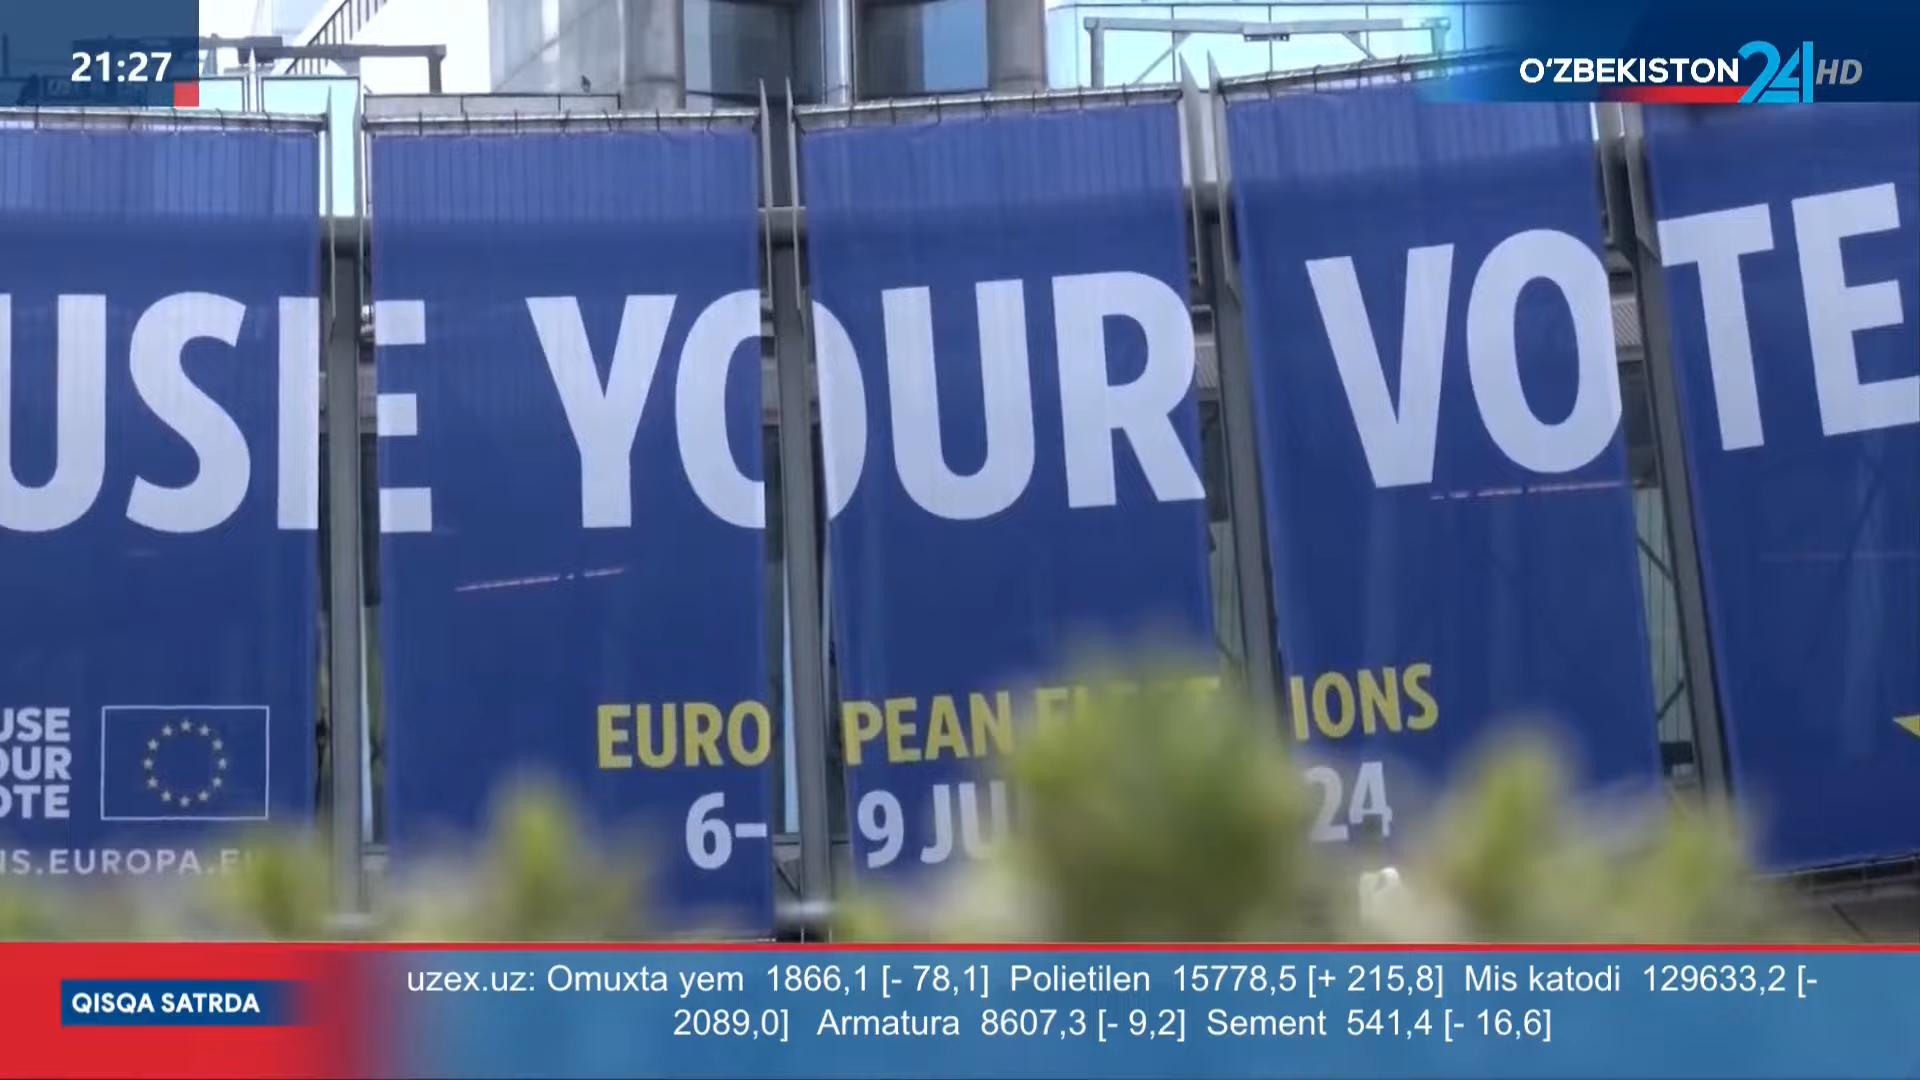 21:27
O‘ZBEKISTON 24 HD
USE YOUR VOTE
EUROPEAN IONS
6-9 JU 24
USE
OUR
OTE
NS.EUROPA.E
QISQA SATRDA
uzex.uz: Omuxta yem 1866,1 [- 78,1] Polietilen 15778,5 [+ 215,8] Mis katodi 129633,2 [-
2089,0] Armatura 8607,3 [- 9,2] Sement 541,4 [- 16,6]